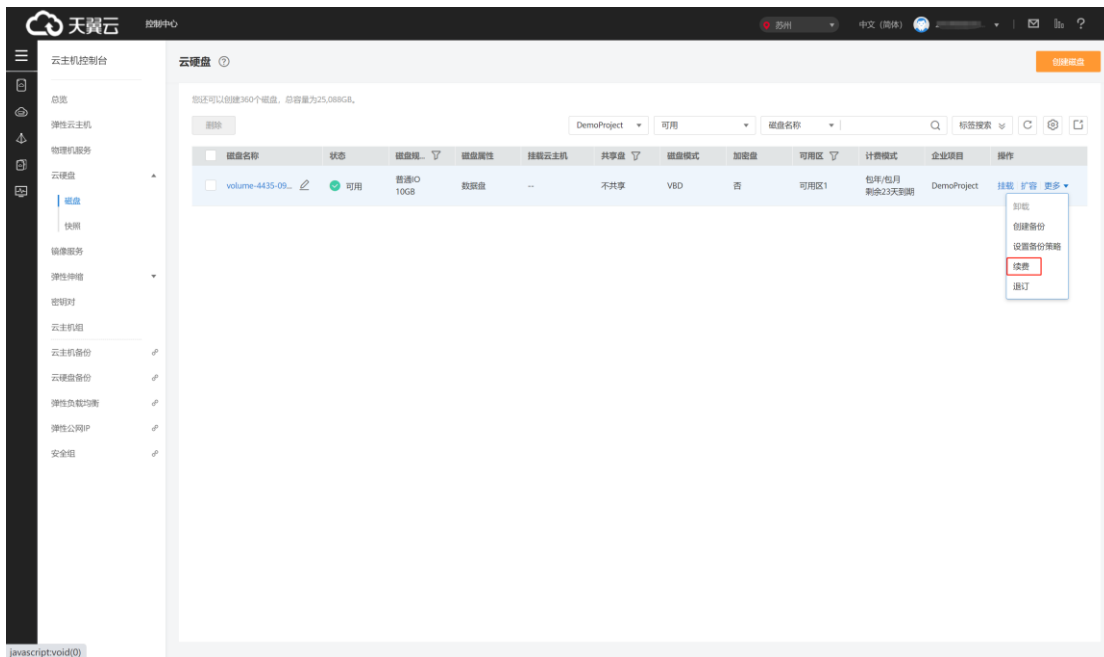 天翼云 控制中心 苏州 中文 (简体)
云主机控制台
总览
弹性云主机
物理机服务
云硬盘
磁盘
快照
镜像服务
弹性伸缩
密钥对
云主机组
云主机备份
云硬盘备份
弹性负载均衡
弹性公网IP
安全组
云硬盘 创建磁盘
您还可以创建360个磁盘，总容量为25,088GB。
删除 DemoProject 可用 磁盘名称 标签搜索
磁盘名称 状态 磁盘规... 磁盘属性 挂载云主机 共享盘 磁盘模式 加密盘 可用区 计费模式 企业项目 操作
volume-4435-09... 可用 普通IO 数据盘 -- 不共享 VBD 否 可用区1 包年/包月 DemoProject 挂载 扩容 更多
10GB 剩余23天到期
卸载
创建备份
设置备份策略
续费
退订
javascript:void(0)